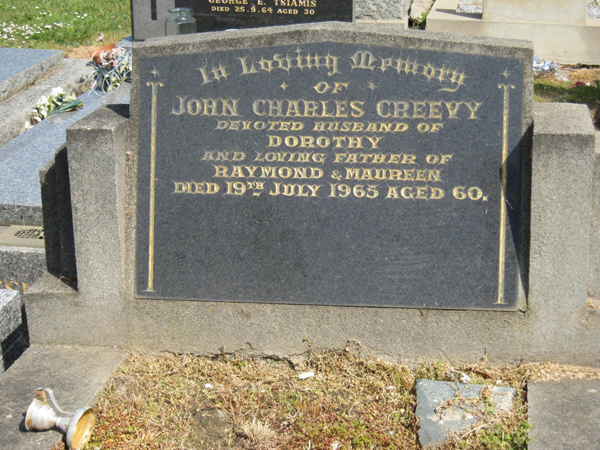 GEORGE E. TSIAMIS
DIED 25.9.64 AGED 30
In Loving Memory
OF
JOHN CHARLES CREEVY
DEVOTED HUSBAND OF
DOROTHY
AND LOVING FATHER OF
RAYMOND & MAUREEN
DIED 19TH JULY 1965 AGED 60.